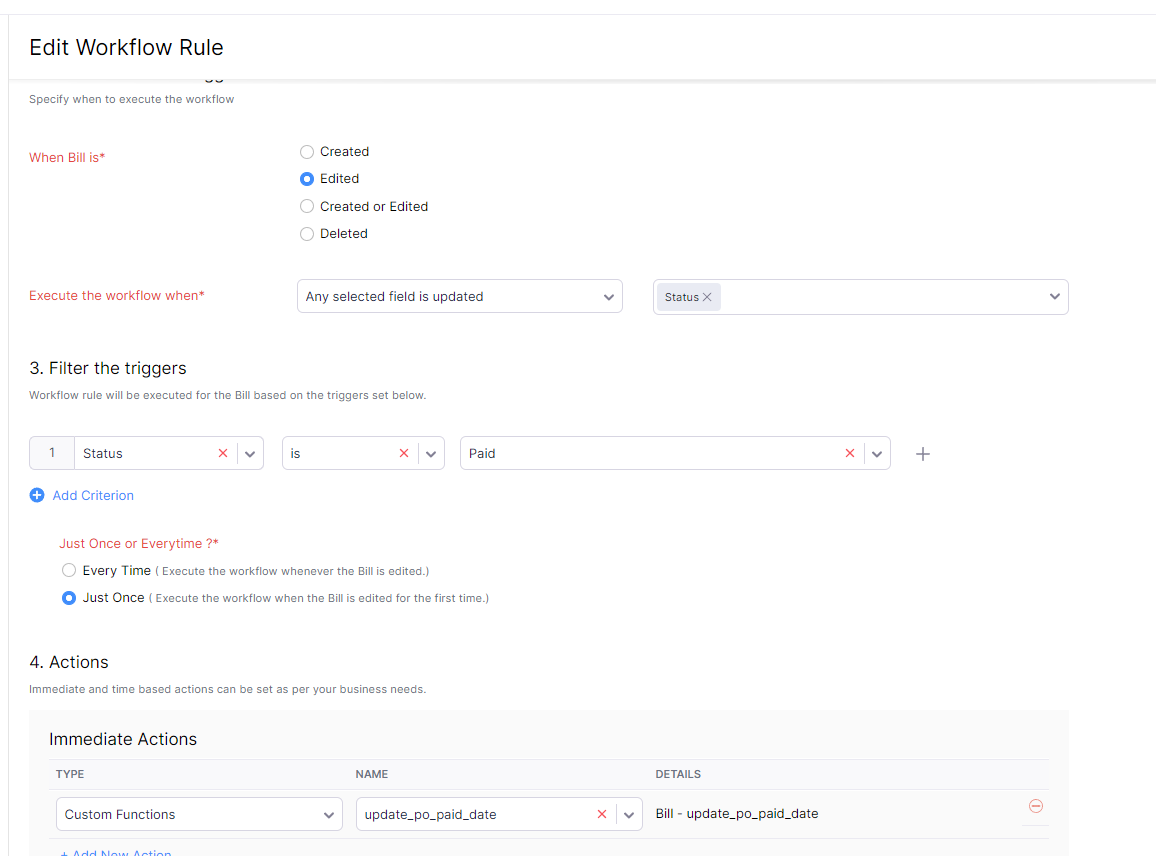 Edit Workflow Rule
Specify when to execute the workflow
When Bill is*
Created
Edited
Created or Edited
Deleted
Execute the workflow when*
Any selected field is updated
Status
3. Filter the triggers
Workflow rule will be executed for the Bill based on the triggers set below.
1 Status is Paid
Add Criterion
Just Once or Everytime ?*
Every Time ( Execute the workflow whenever the Bill is edited.)
Just Once ( Execute the workflow when the Bill is edited for the first time.)
4. Actions
Immediate and time based actions can be set as per your business needs.
Immediate Actions
TYPE NAME DETAILS
Custom Functions update_po_paid_date Bill - update_po_paid_date
+ Add New Action